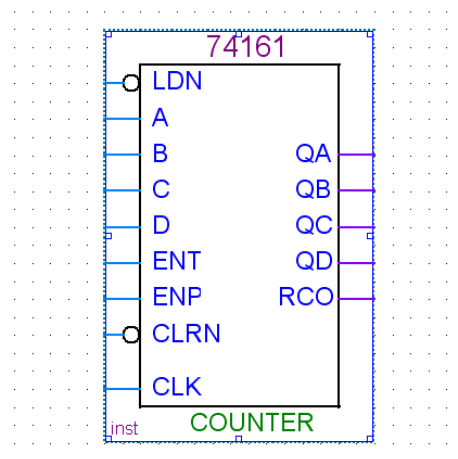 74161
LDN
A
B QA
C QB
D QC
ENT QD
ENP RCO
CLRN
CLK
inst COUNTER